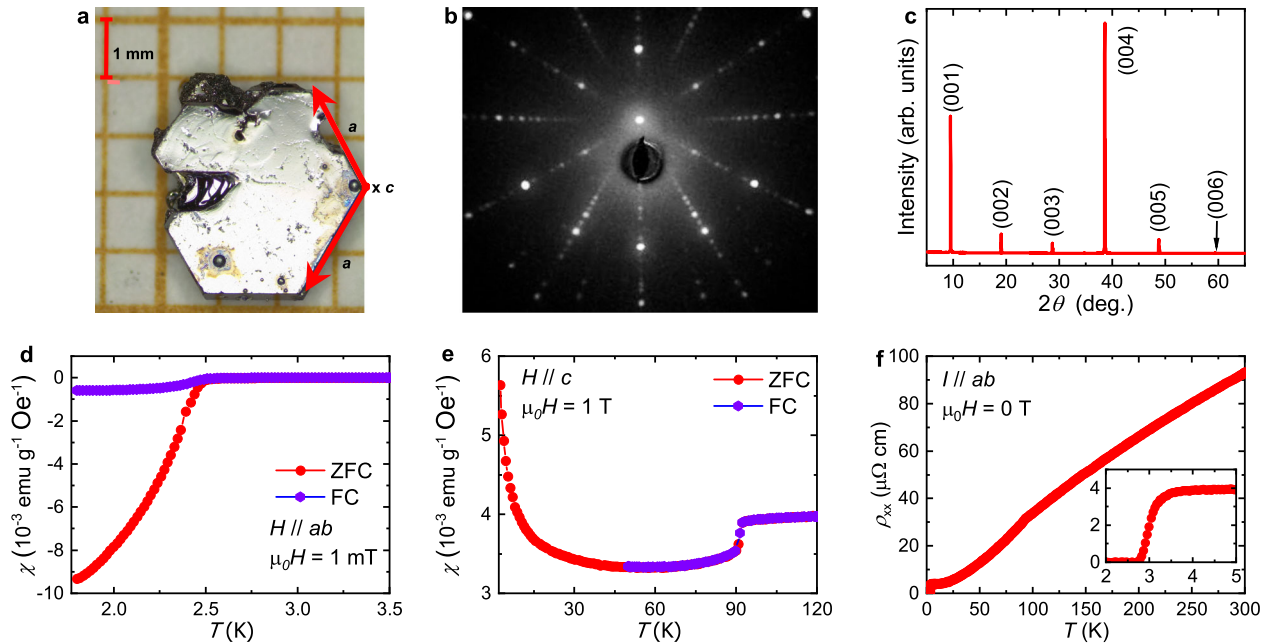 a
1 mm
a
x c
a
b
c
Intensity (arb. units)
(001)
(002)
(003)
(004)
(005)
(006)
10 20 30 40 50 60
2θ (deg.)
d
χ (10⁻³ emu g⁻¹ Oe⁻¹)
0
-2
-4
-6
-8
-10
ZFC
FC
H // ab
μ₀H = 1 mT
2.0 2.5 3.0 3.5
T (K)
e
χ (10⁻³ emu g⁻¹ Oe⁻¹)
6
5
4
3
H // c
μ₀H = 1 T
ZFC
FC
30 60 90 120
T (K)
f
ρxx (μΩ cm)
100
80
60
40
20
0
I // ab
μ₀H = 0 T
4
2
0
2 3 4 5
0 50 100 150 200 250 300
T (K)